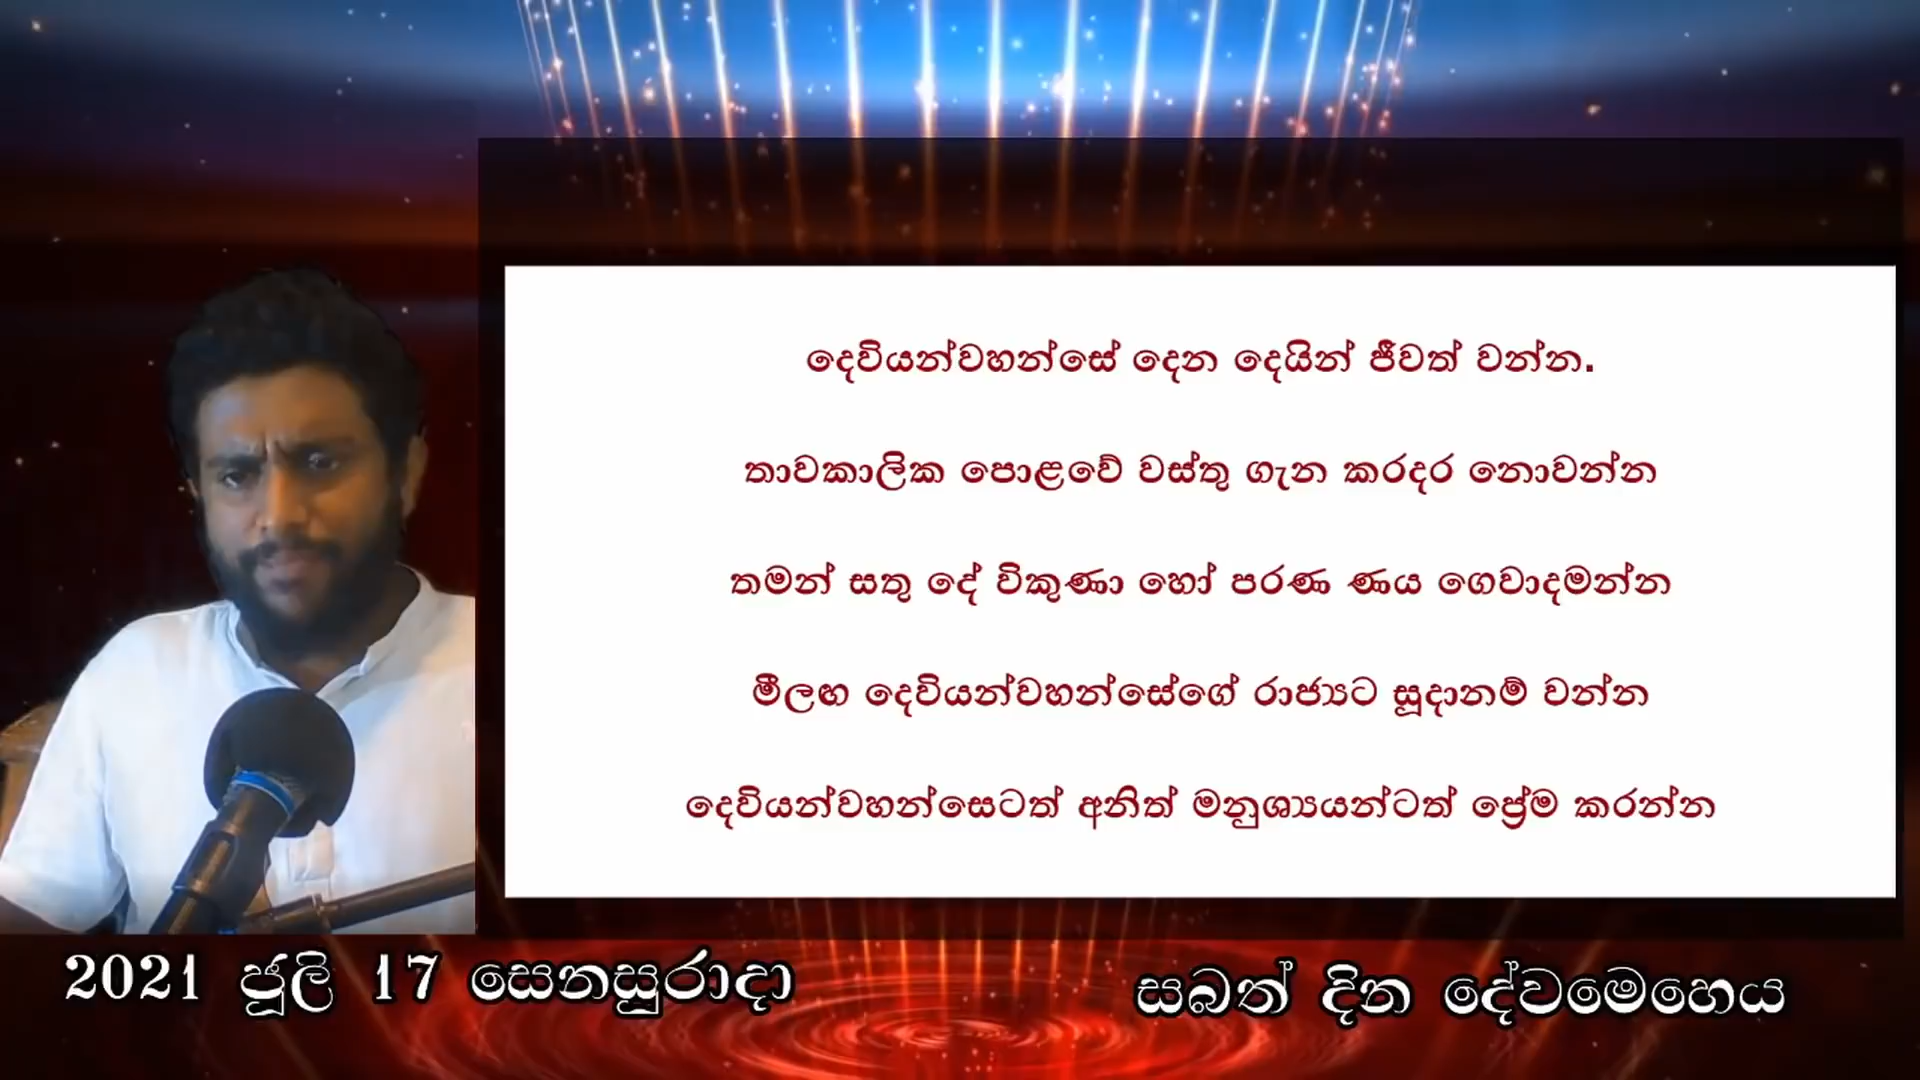 දෙවියන්වහන්සේ දෙන දෙයින් ජීවත් වන්න.
තාවකාලික පොළවේ වස්තු ගැන කරදර නොවන්න
තමන් සතු දේ විකුණා හෝ පරණ ණය ගෙවාදමන්න
මීලඟ දෙවියන්වහන්සේගේ රාජ්‍යට සූදානම් වන්න
දෙවියන්වහන්සෙටත් අනිත් මනුශ්‍යයන්ටත් ප්‍රේම කරන්න
2021 ජූලි 17 සෙනසුරාදා
සබත් දින දේවමෙහෙය